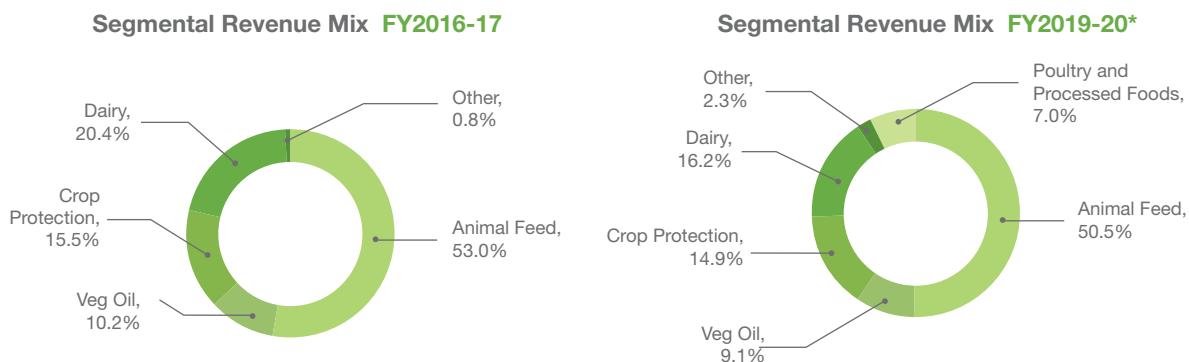 Segmental Revenue Mix FY2016-17
Other,
0.8%
Dairy,
20.4%
Crop
Protection,
15.5%
Animal Feed,
53.0%
Veg Oil,
10.2%
Segmental Revenue Mix FY2019-20*
Poultry and
Processed Foods,
7.0%
Other,
2.3%
Dairy,
16.2%
Animal Feed,
50.5%
Crop Protection,
14.9%
Veg Oil,
9.1%